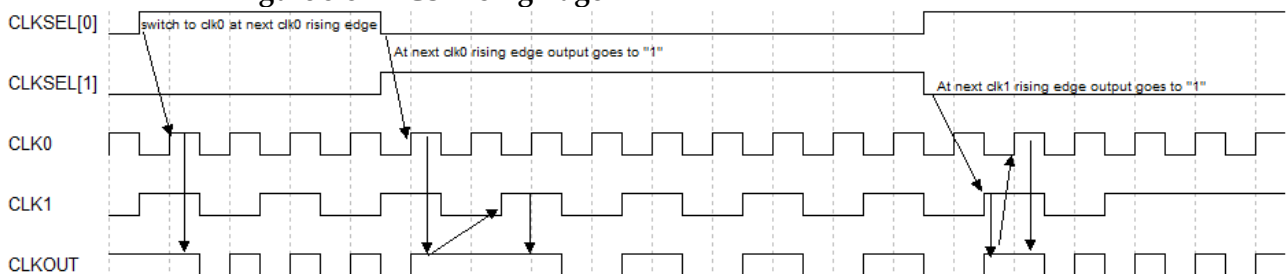 CLKSEL[0]
switch to clk0 at next clk0 rising edge
At next clk0 rising edge output goes to "1"
CLKSEL[1]
At next clk1 rising edge output goes to "1"
CLK0
CLK1
CLKOUT